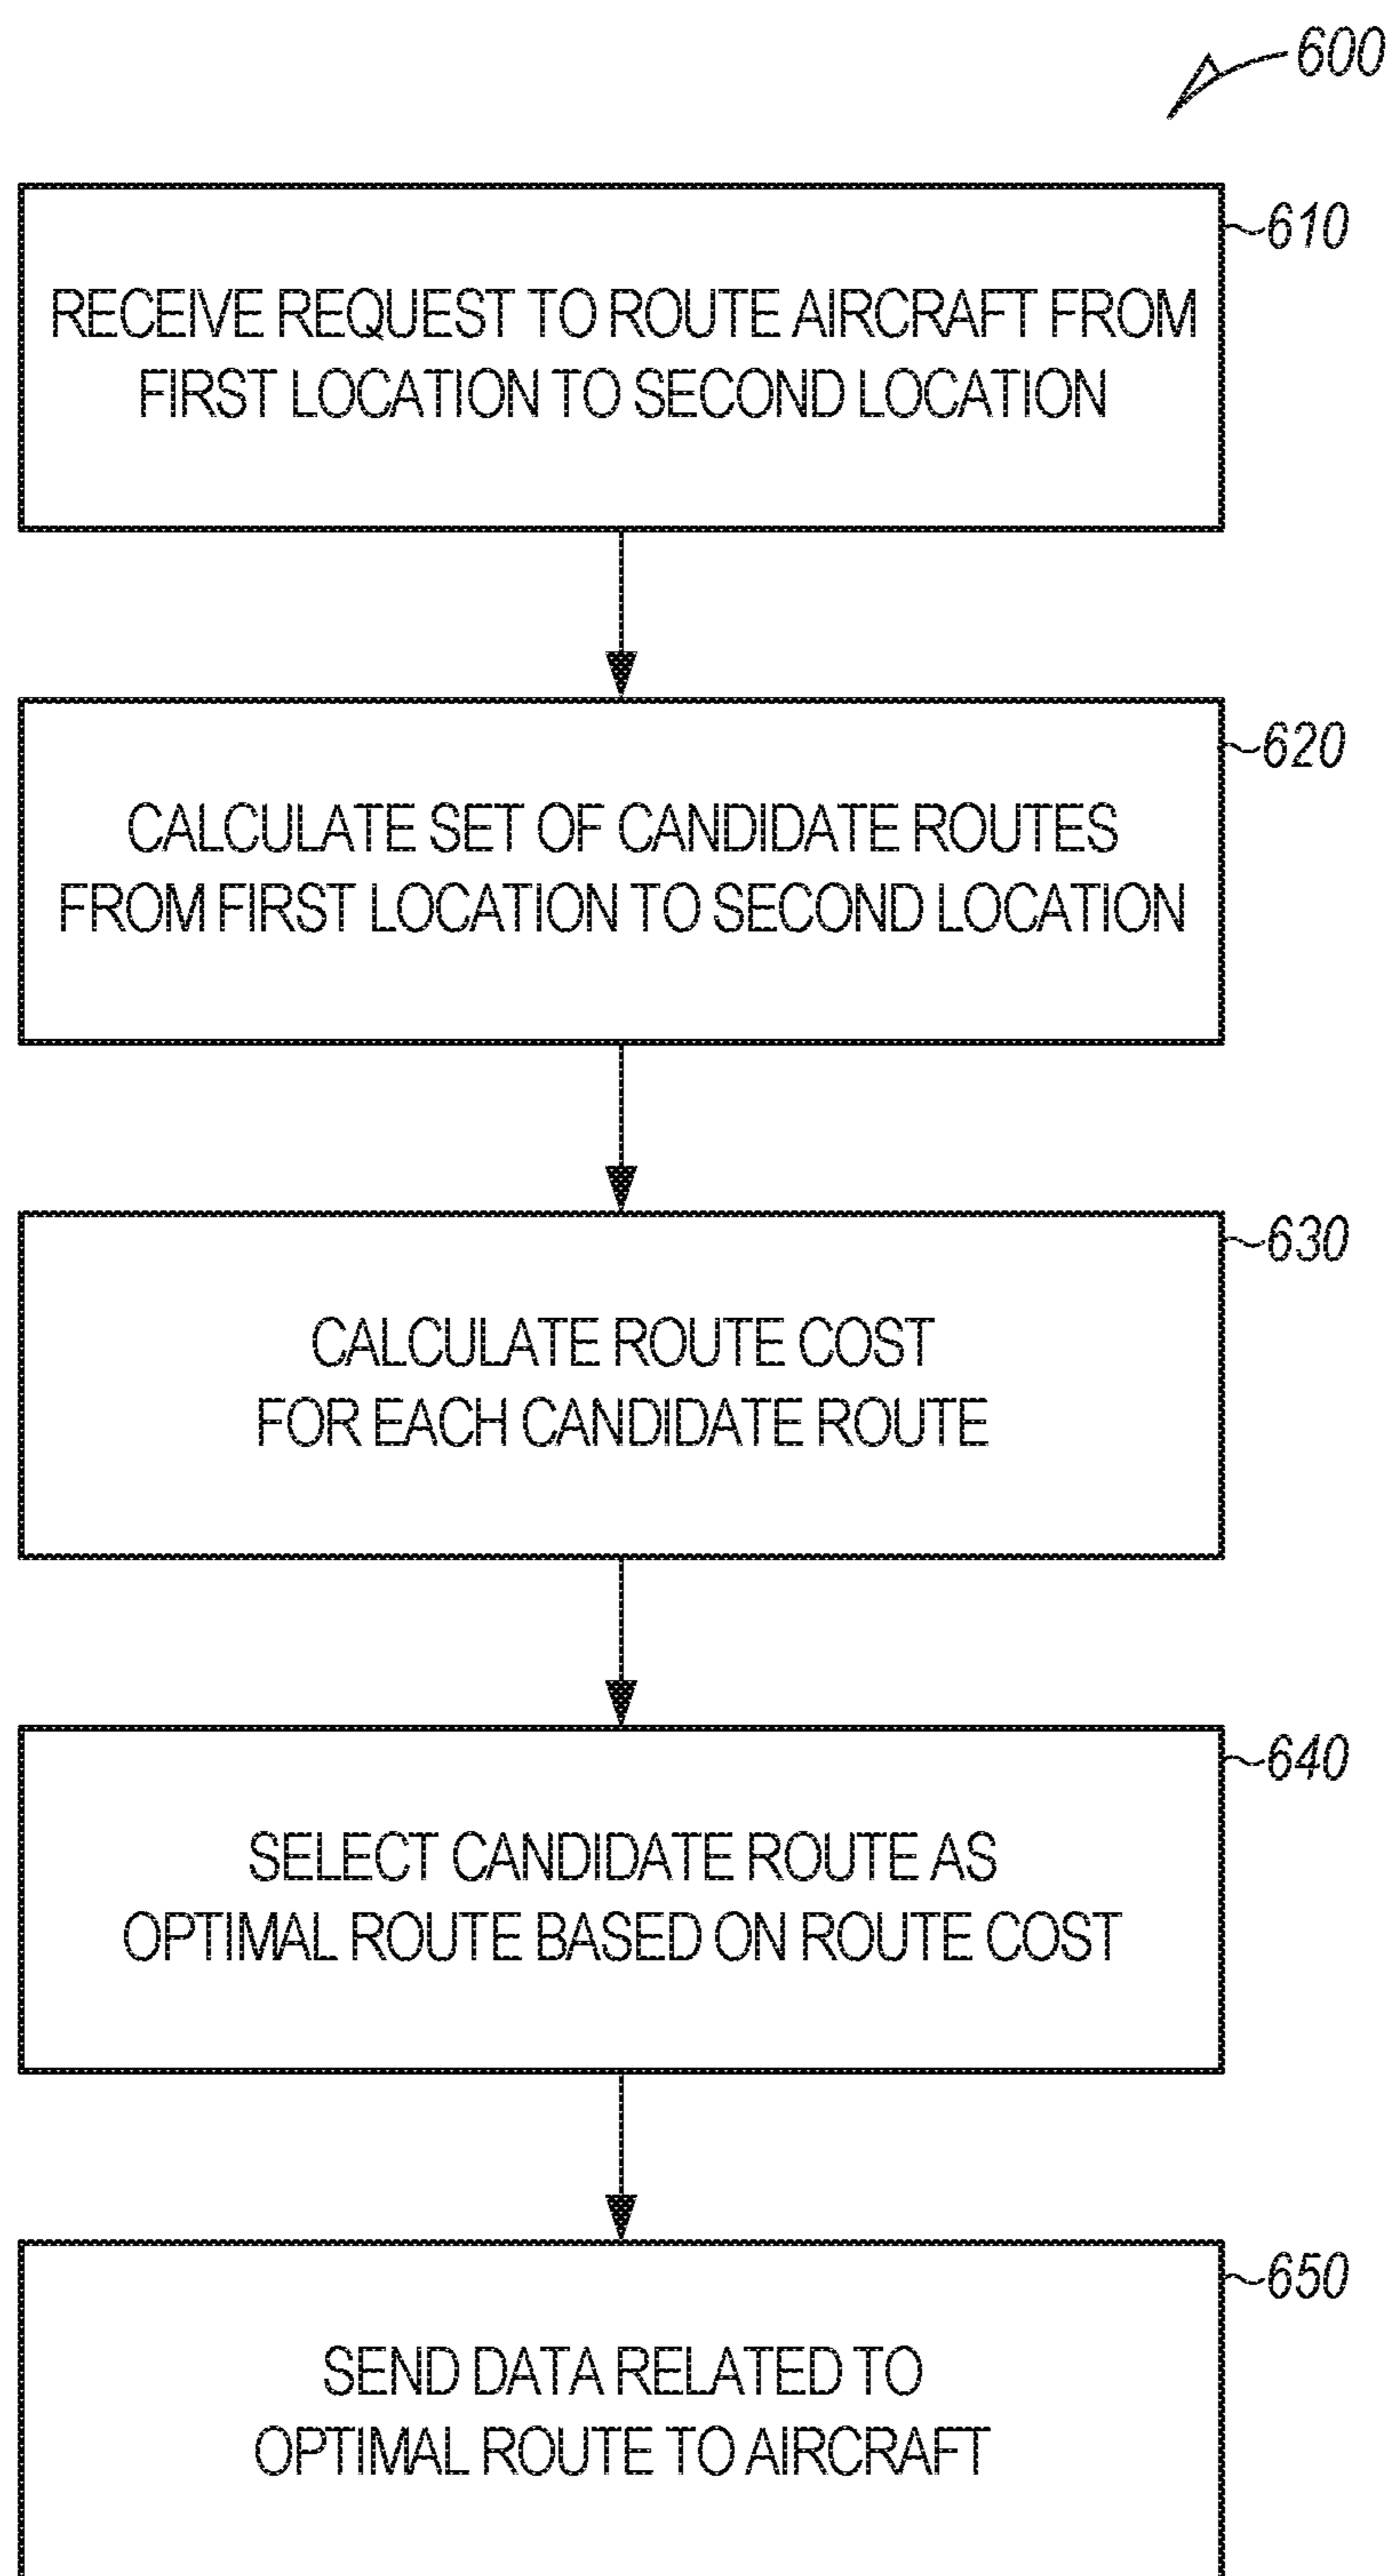 600
610
RECEIVE REQUEST TO ROUTE AIRCRAFT FROM
FIRST LOCATION TO SECOND LOCATION
620
CALCULATE SET OF CANDIDATE ROUTES
FROM FIRST LOCATION TO SECOND LOCATION
630
CALCULATE ROUTE COST
FOR EACH CANDIDATE ROUTE
640
SELECT CANDIDATE ROUTE AS
OPTIMAL ROUTE BASED ON ROUTE COST
650
SEND DATA RELATED TO
OPTIMAL ROUTE TO AIRCRAFT